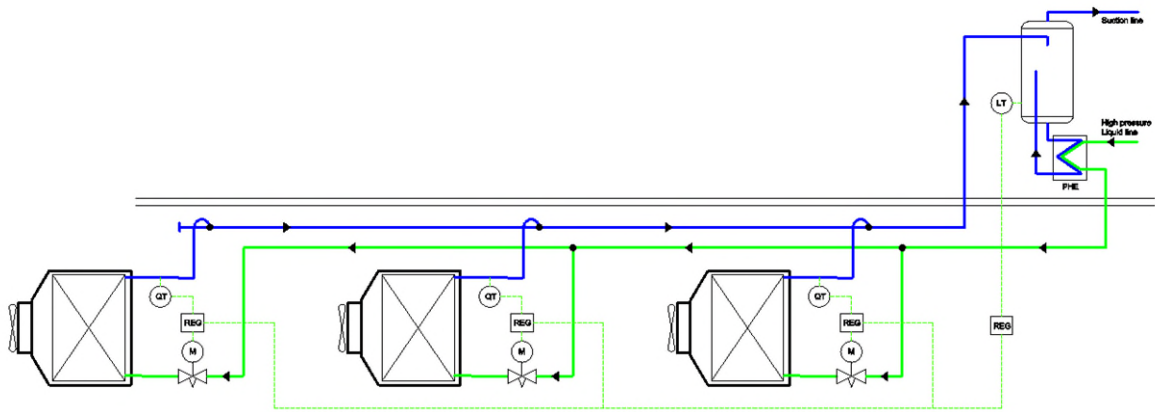 Suction line
LT
High pressure
Liquid line
PHE
QT
QT
QT
REG
REG
REG
REG
M
M
M